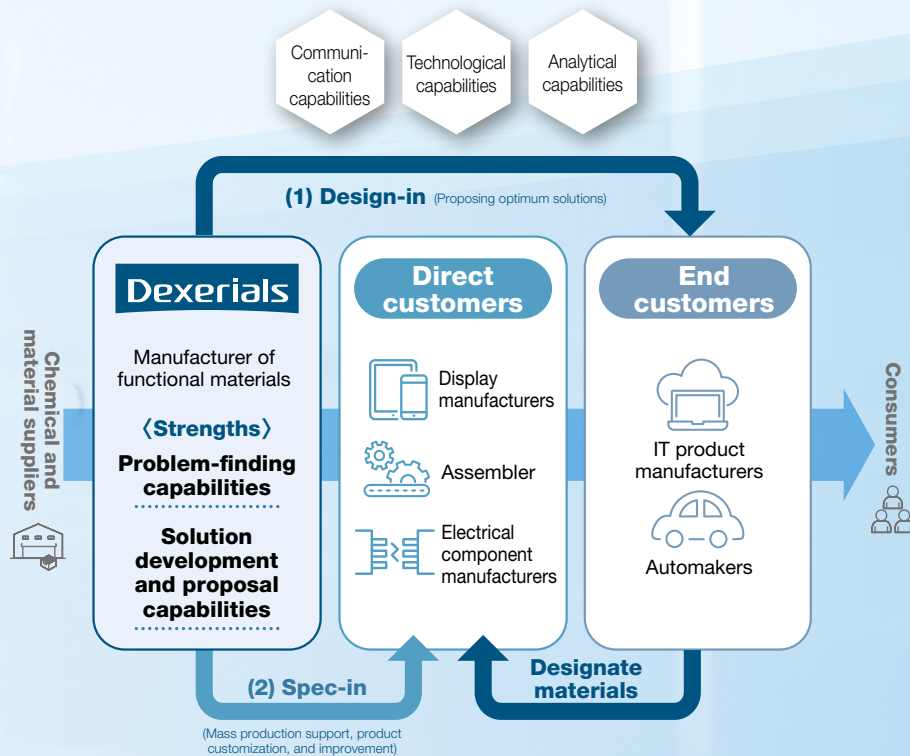 Communi-
cation
capabilities
Technological
capabilities
Analytical
capabilities
(1) Design-in (Proposing optimum solutions)
Chemical and
material suppliers
Dexerials
Manufacturer of
functional materials
〈Strengths〉
Problem-finding
capabilities
Solution
development
and proposal
capabilities
Direct
customers
Display
manufacturers
Assembler
Electrical
component
manufacturers
End
customers
IT product
manufacturers
Automakers
Consumers
(2) Spec-in
(Mass production support, product
customization, and improvement)
Designate
materials